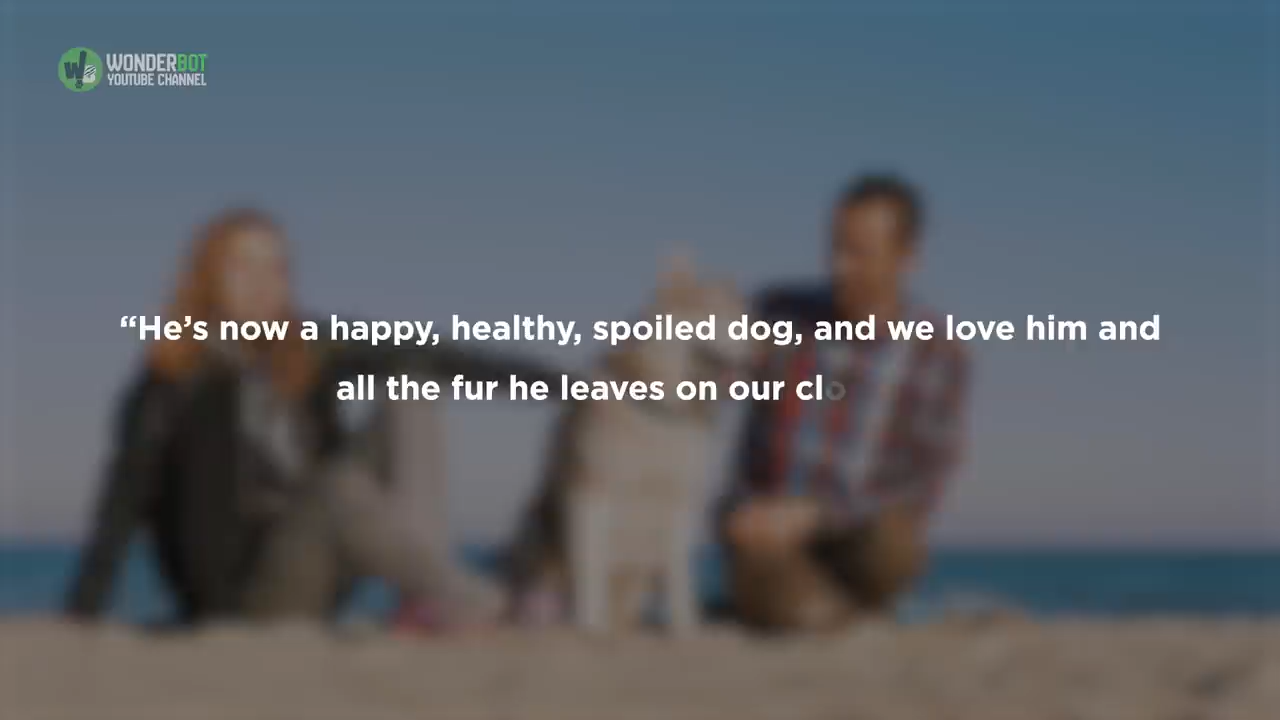 WONDERBOT
YOUTUBE CHANNEL
“He’s now a happy, healthy, spoiled dog, and we love him and
all the fur he leaves on our clo